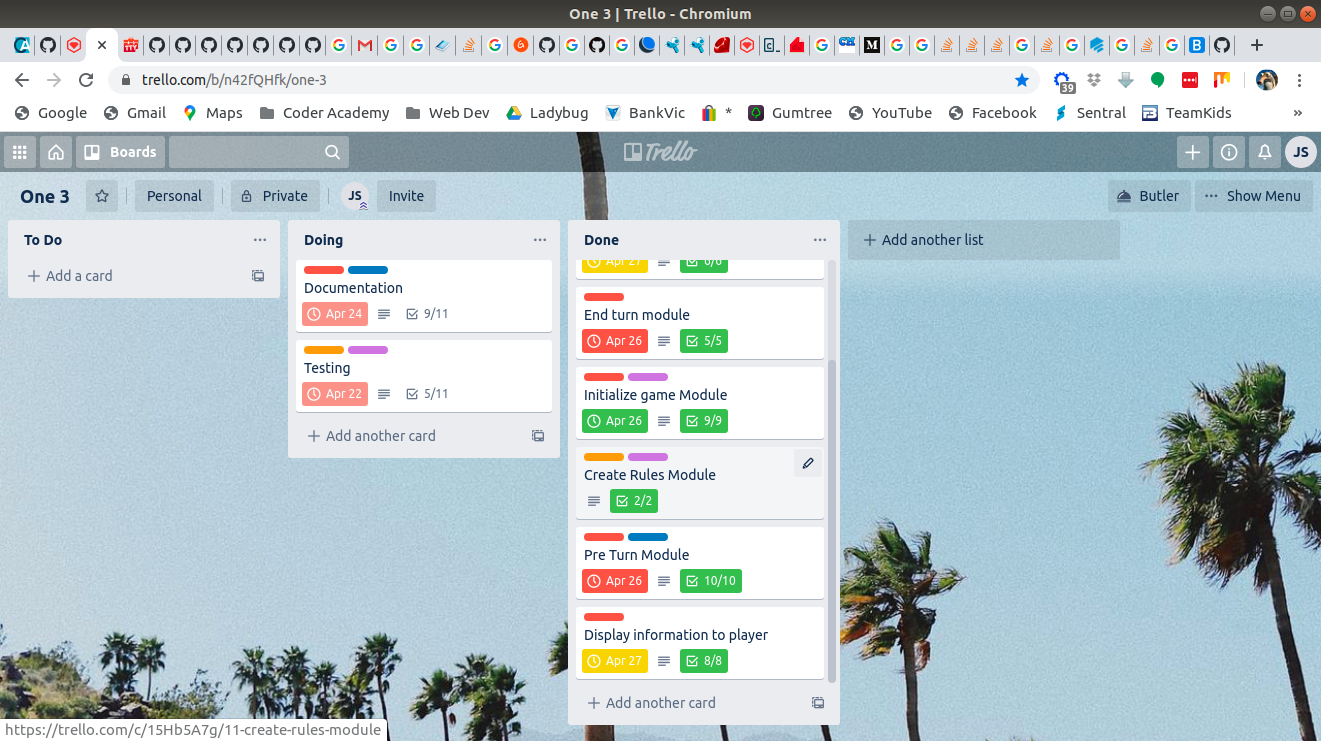 One 3 | Trello - Chromium
trello.com/b/n42fQHfk/one-3
39
Google Gmail Maps Coder Academy Web Dev Ladybug BankVic * Gumtree YouTube Facebook Sentral TeamKids »
Boards Trello JS
One 3 Personal Private JS Invite Butler ... Show Menu
To Do ...
+ Add a card
Doing ...
Documentation
Apr 24 9/11
Testing
Apr 22 5/11
+ Add another card
Done ...
Apr 27 6/6
End turn module
Apr 26 5/5
Initialize game Module
Apr 26 9/9
Create Rules Module
2/2
Pre Turn Module
Apr 26 10/10
Display information to player
Apr 27 8/8
+ Add another card
+ Add another list
https://trello.com/c/15Hb5A7g/11-create-rules-module